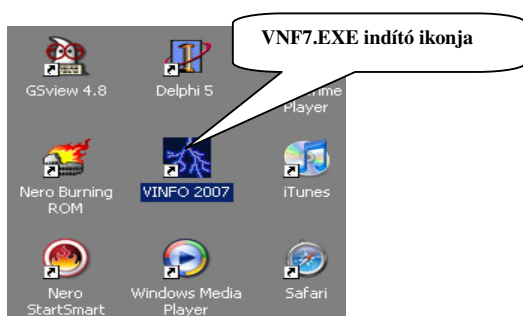 VNF7.EXE indító ikonja
GSview 4.8
Delphi 5
Player
Nero Burning
ROM
VINFO 2007
iTunes
Nero
StartSmart
Windows Media
Player
Safari